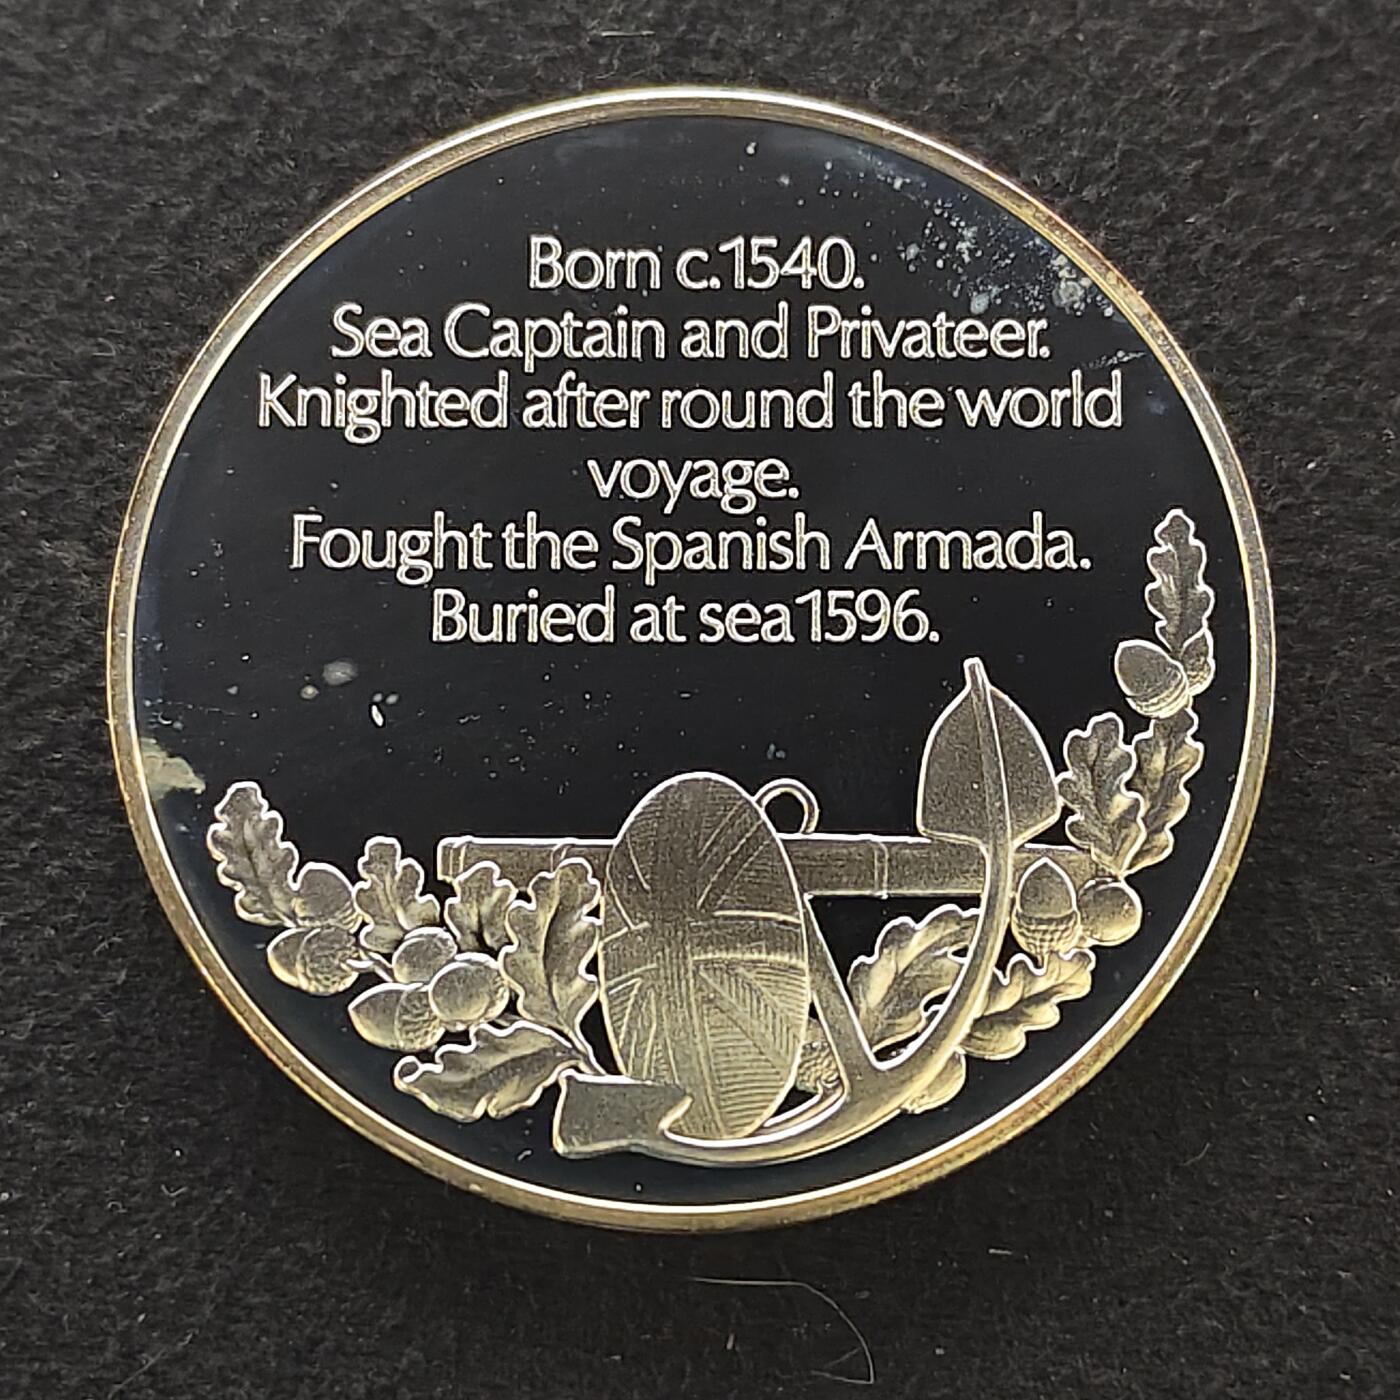 Born c.1540.
Sea Captain and Privateer.
Knighted after round the world
voyage.
Fought the Spanish Armada.
Buried at sea 1596.